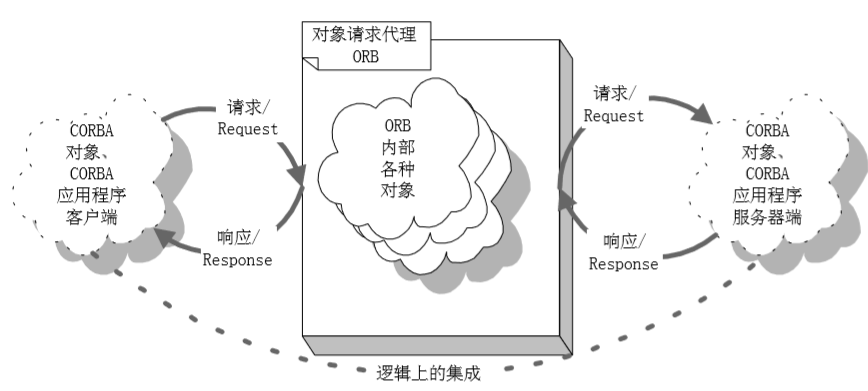 对象请求代理
ORB
CORBA
对象、
CORBA
应用程序
客户端
请求/
Request
响应/
Response
ORB
内部
各种
对象
请求/
Request
响应/
Response
CORBA
对象、
CORBA
应用程序
服务器端
逻辑上的集成